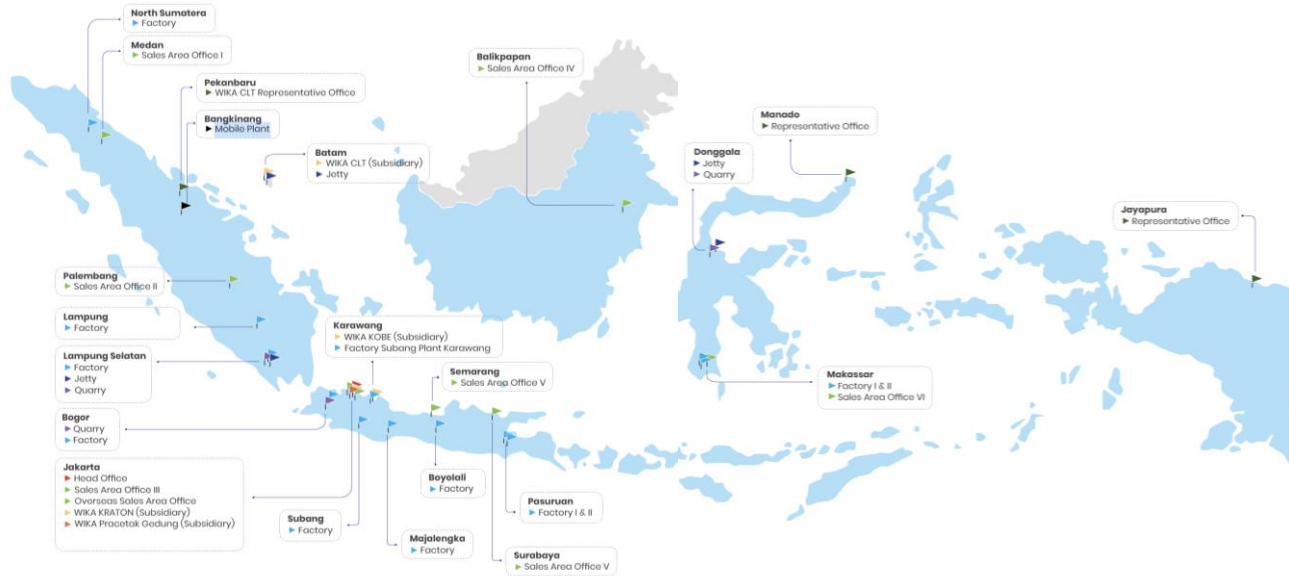 North Sumatera
Factory
Medan
Sales Area Office I
Pekanbaru
WIKA CLT Representative Office
Bangkinang
Mobile Plant
Batam
WIKA CLT (Subsidiary)
Jetty
Balikpapan
Sales Area Office IV
Manado
Representative Office
Donggala
Jetty
Quarry
Jayapura
Representative Office
Palembang
Sales Area Office II
Lampung
Factory
Lampung Selatan
Factory
Jetty
Quarry
Karawang
WIKA KOBE (Subsidiary)
Factory Subang Plant Karawang
Semarang
Sales Area Office V
Makassar
Factory I & II
Sales Area Office VI
Bogor
Quarry
Factory
Jakarta
Head Office
Sales Area Office III
Overseas Sales Area Office
WIKA KRATON (Subsidiary)
WIKA Pracetak Gedung (Subsidiary)
Subang
Factory
Majalengka
Factory
Boyolali
Factory
Pasuruan
Factory I & II
Surabaya
Sales Area Office V